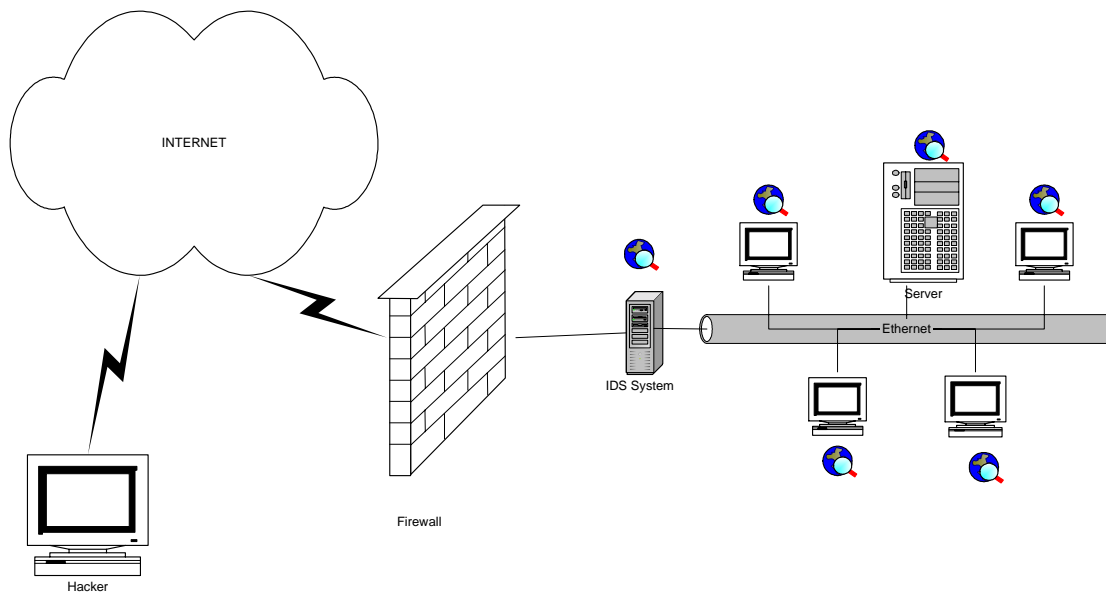 INTERNET
Server
Ethernet
IDS System
Firewall
Hacker